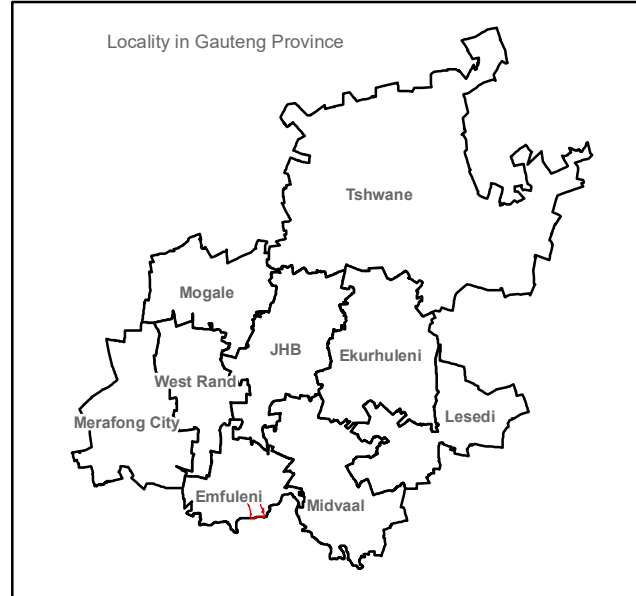 Locality in Gauteng Province
Tshwane
Mogale
JHB
Ekurhuleni
West Rand
Lesedi
Merafong City
Emfuleni
Midvaal